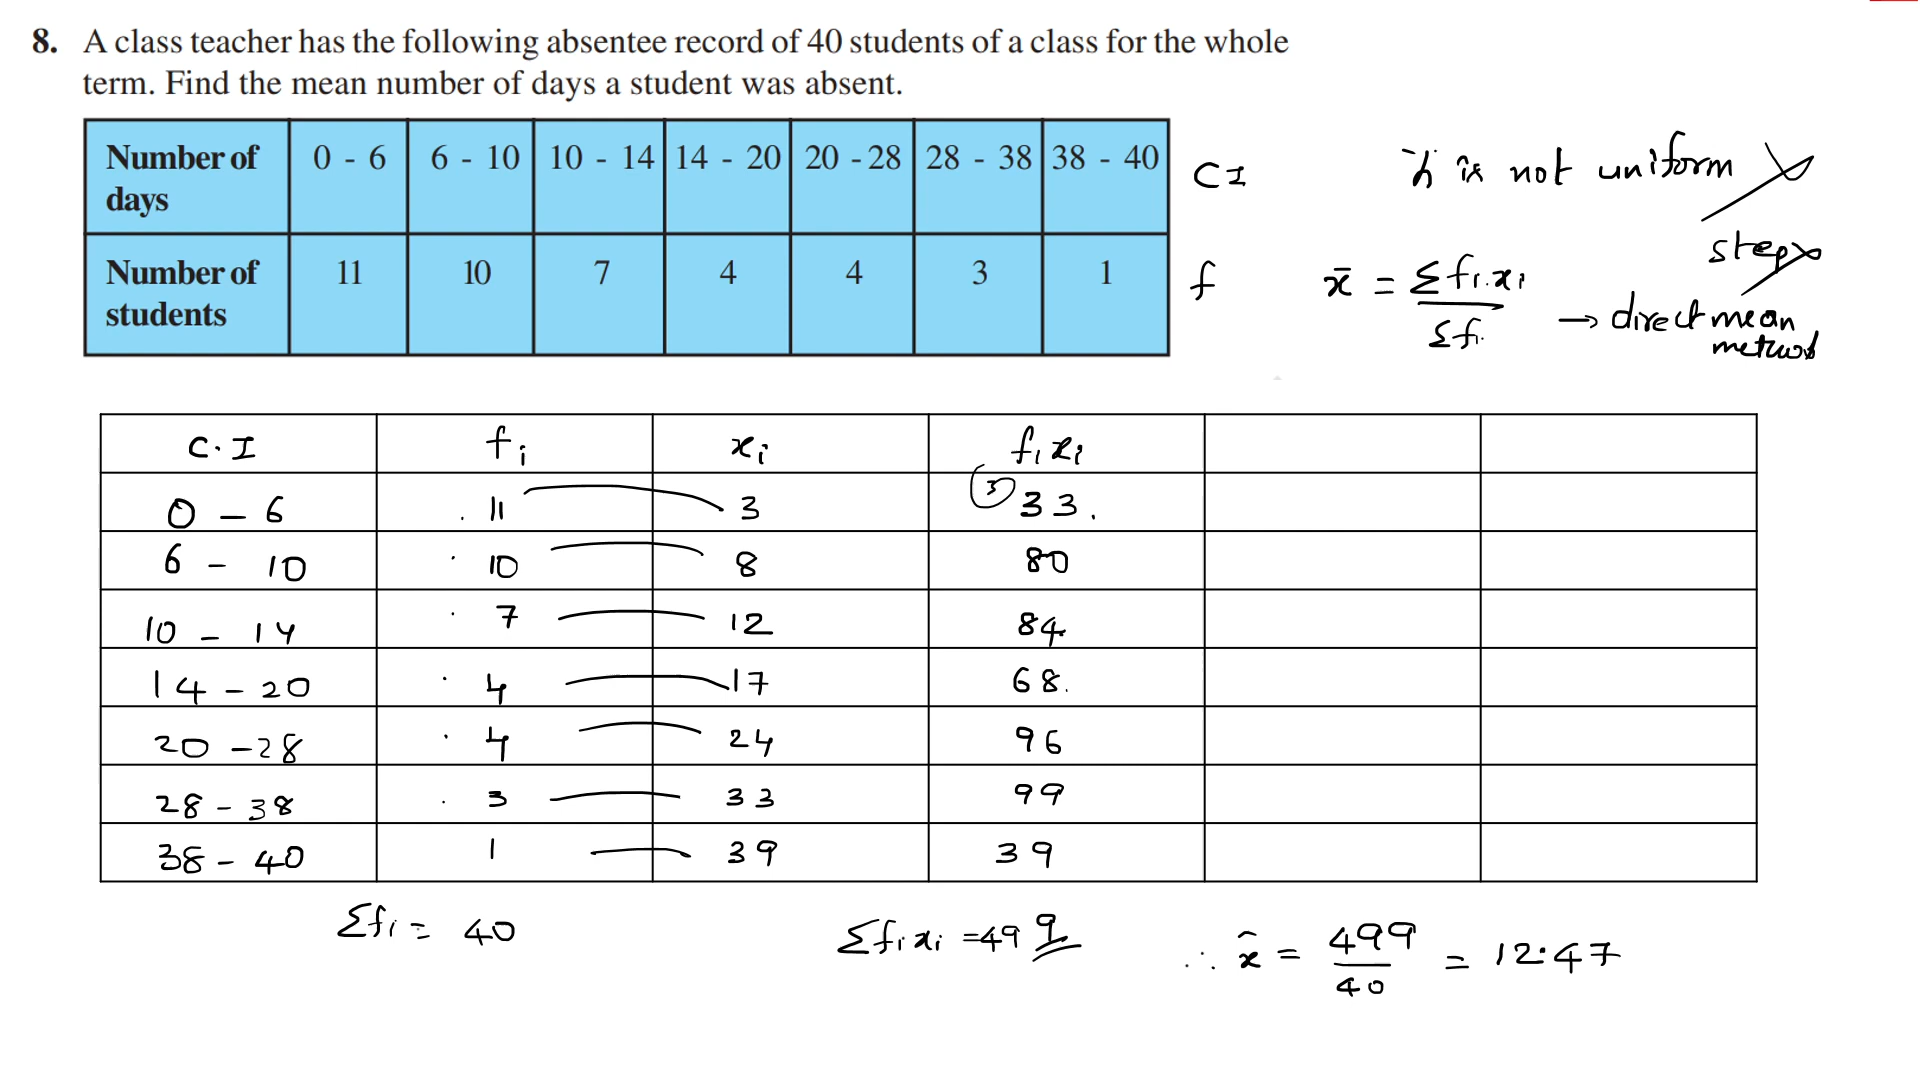 8. A class teacher has the following absentee record of 40 students of a class for the whole
term. Find the mean number of days a student was absent.
Number of days 0 - 6 6 - 10 10 - 14 14 - 20 20 - 28 28 - 38 38 - 40 CI
Number of students 11 10 7 4 4 3 1 f
'h' is not uniform
step
x̄ = Σfi.xi / Σfi → direct mean method
C.I fi xi fixi
0 - 6 11 3 33.
6 - 10 10 8 80
10 - 14 7 12 84
14 - 20 4 17 68.
20 - 28 4 24 96
28 - 38 3 33 99
38 - 40 1 39 39
Σfi = 40 Σfixi = 499 ∴ x̄ = 499/40 = 12.47